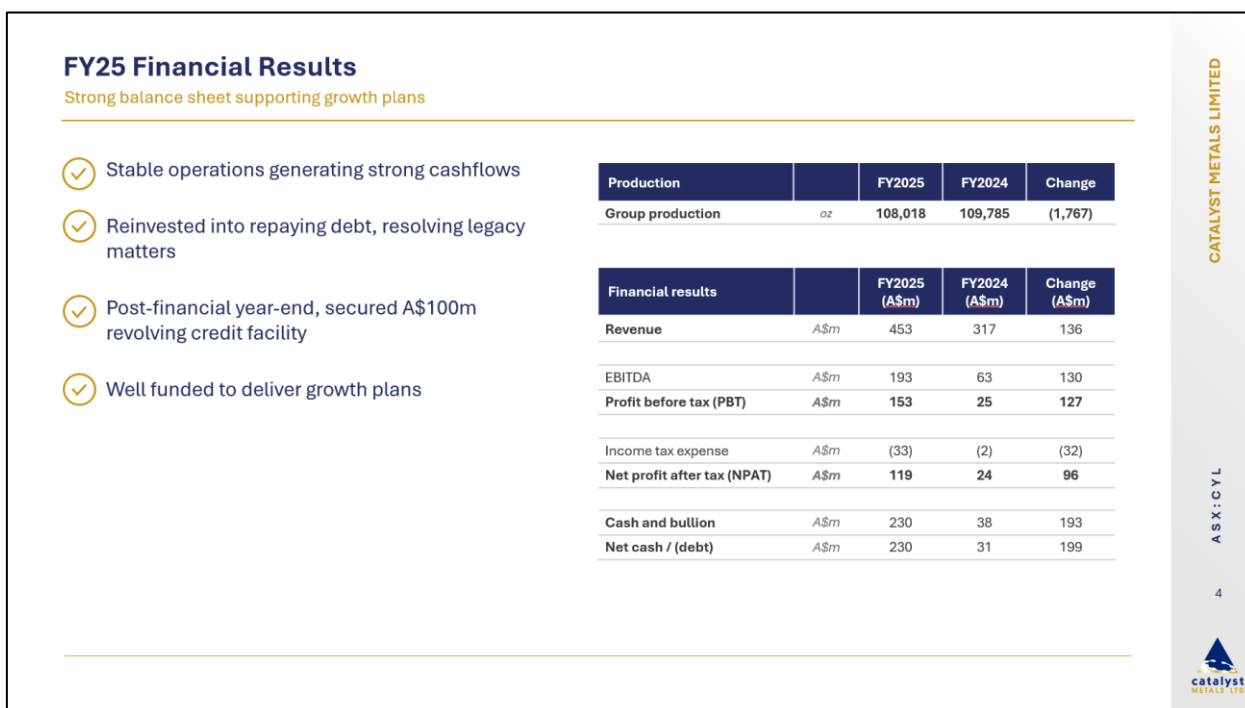 FY25 Financial Results
Strong balance sheet supporting growth plans
Stable operations generating strong cashflows
Reinvested into repaying debt, resolving legacy
matters
Post-financial year-end, secured A$100m
revolving credit facility
Well funded to deliver growth plans
Production FY2025 FY2024 Change
Group production oz 108,018 109,785 (1,767)
Financial results FY2025 (A$m) FY2024 (A$m) Change (A$m)
Revenue A$m 453 317 136
EBITDA A$m 193 63 130
Profit before tax (PBT) A$m 153 25 127
Income tax expense A$m (33) (2) (32)
Net profit after tax (NPAT) A$m 119 24 96
Cash and bullion A$m 230 38 193
Net cash / (debt) A$m 230 31 199
CATALYST METALS LIMITED
ASX:CYL
4
catalyst
METALS LTD